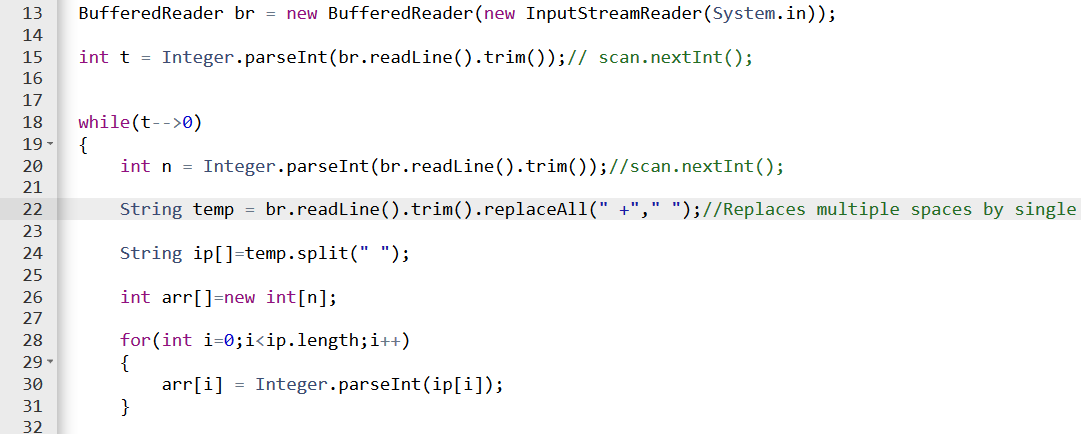 13 BufferedReader br = new BufferedReader(new InputStreamReader(System.in));
14
15 int t = Integer.parseInt(br.readLine().trim());// scan.nextInt();
16
17
18 while(t-->0)
19 {
20 int n = Integer.parseInt(br.readLine().trim());//scan.nextInt();
21
22 String temp = br.readLine().trim().replaceAll(" +"," ");//Replaces multiple spaces by single
23
24 String ip[]=temp.split(" ");
25
26 int arr[]=new int[n];
27
28 for(int i=0;i<ip.length;i++)
29 {
30 arr[i] = Integer.parseInt(ip[i]);
31 }
32